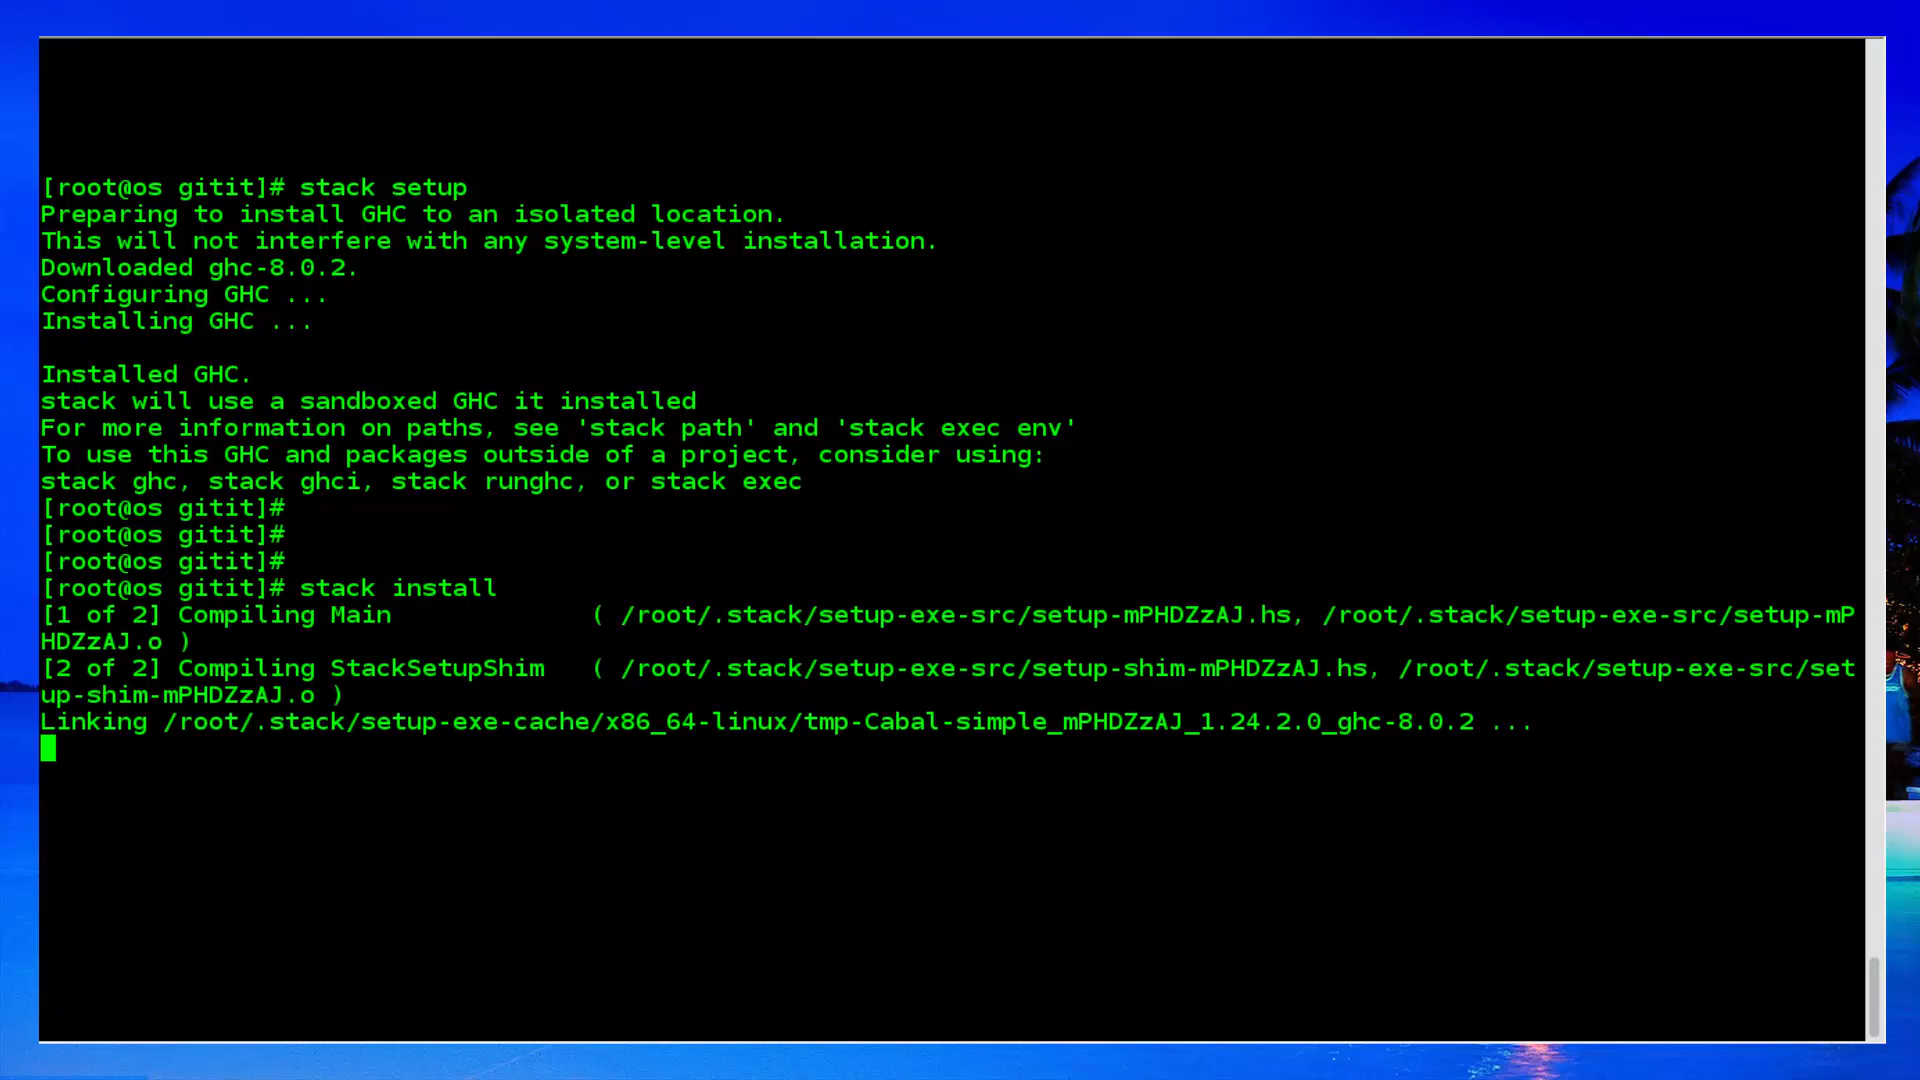 [root@os gitit]# stack setup
Preparing to install GHC to an isolated location.
This will not interfere with any system-level installation.
Downloaded ghc-8.0.2.
Configuring GHC ...
Installing GHC ...
Installed GHC.
stack will use a sandboxed GHC it installed
For more information on paths, see 'stack path' and 'stack exec env'
To use this GHC and packages outside of a project, consider using:
stack ghc, stack ghci, stack runghc, or stack exec
[root@os gitit]#
[root@os gitit]#
[root@os gitit]#
[root@os gitit]# stack install
[1 of 2] Compiling Main             ( /root/.stack/setup-exe-src/setup-mPHDZzAJ.hs, /root/.stack/setup-exe-src/setup-mP
HDZzAJ.o )
[2 of 2] Compiling StackSetupShim   ( /root/.stack/setup-exe-src/setup-shim-mPHDZzAJ.hs, /root/.stack/setup-exe-src/set
up-shim-mPHDZzAJ.o )
Linking /root/.stack/setup-exe-cache/x86_64-linux/tmp-Cabal-simple_mPHDZzAJ_1.24.2.0_ghc-8.0.2 ...